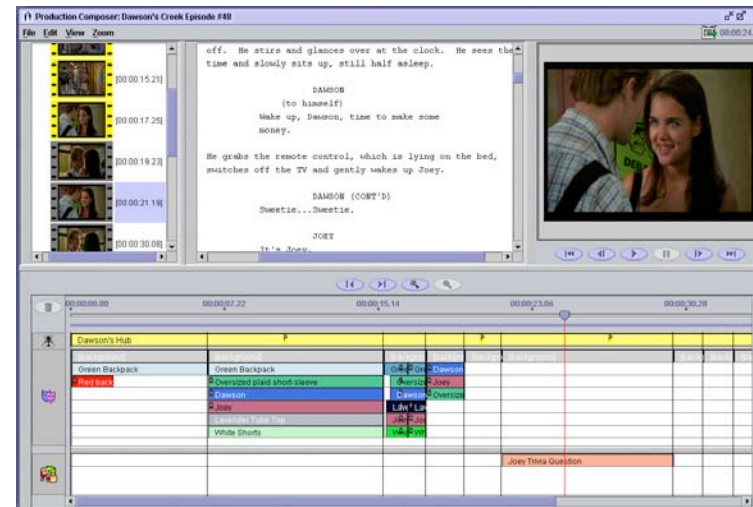 Production Composer: Dawson's Creek Episode #48
File Edit View Zoom
00:00:24
[00:00:15.21]
[00:00:17.25]
[00:00:19.23]
[00:00:21.19]
[00:00:30.08]
off. He stirs and glances over at the clock. He sees the
time and slowly sits up, still half asleep.
DAWSON
(to himself)
Wake up, Dawson, time to make some
money.
He grabs the remote control, which is lying on the bed,
switches off the TV and gently wakes up Joey.
DAWSON (CONT'D)
Sweetie...Sweetie.
JOEY
It's Joey.
00:00:00.00 00:00:07.22 00:00:15.14 00:00:23.06 00:00:30.28
Dawson's Hub P P P
Background Background Background
Green Backpack Green Backpack Dawson
Red back Oversized plaid short-sleeve Joey
Dawson Dawson Oversize
Joey
Lavender Tube Top
White Shorts
Joey Trivia Question